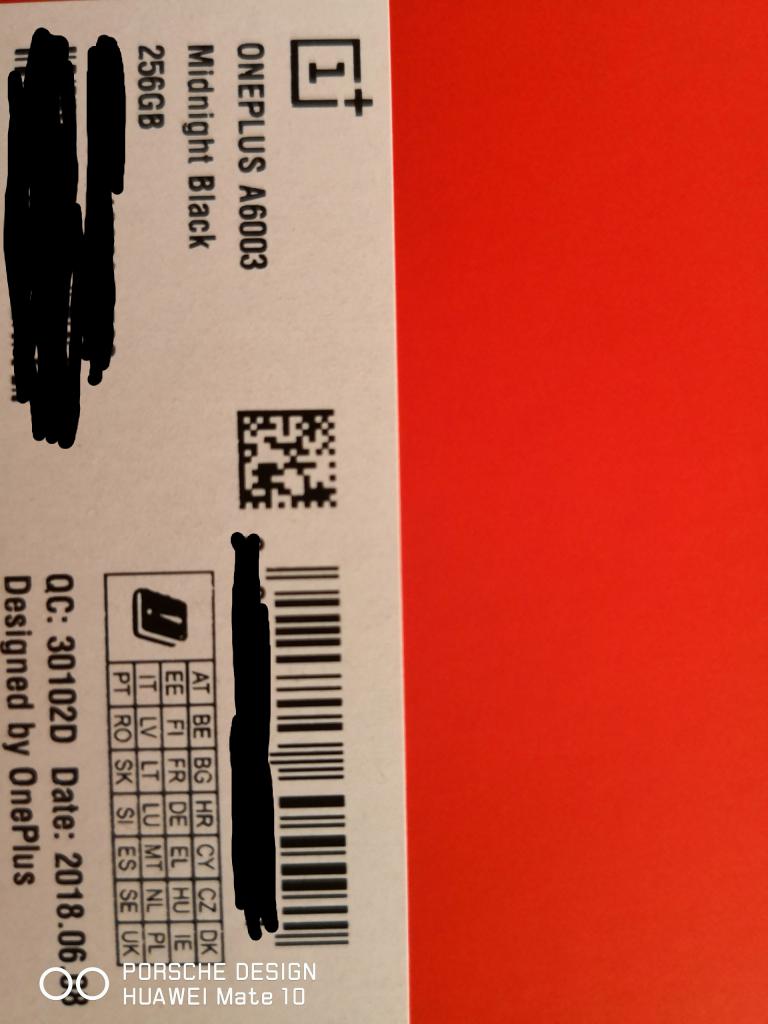 1+
ONEPLUS A6003
Midnight Black
256GB
AT BE BG HR CY CZ DK
EE FI FR DE EL HU IE
IT LV LT LU MT NL PL
PT RO SK SI ES SE UK
QC: 30102D Date: 2018.06
Designed by OnePlus
PORSCHE DESIGN
HUAWEI Mate 10